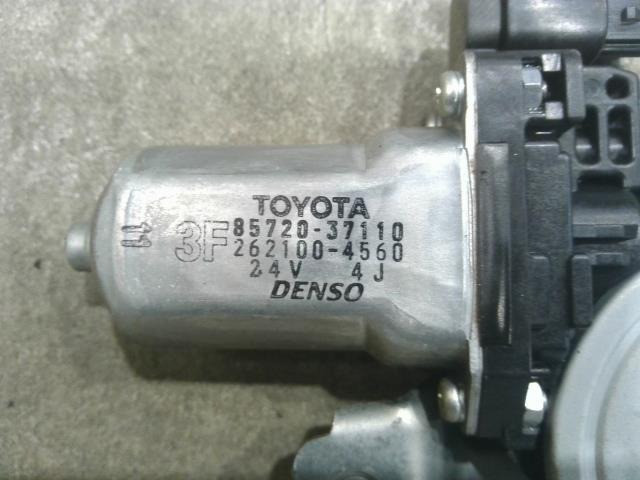 TOYOTA
3F 85720-37110
262100-4560
24V 4J
DENSO